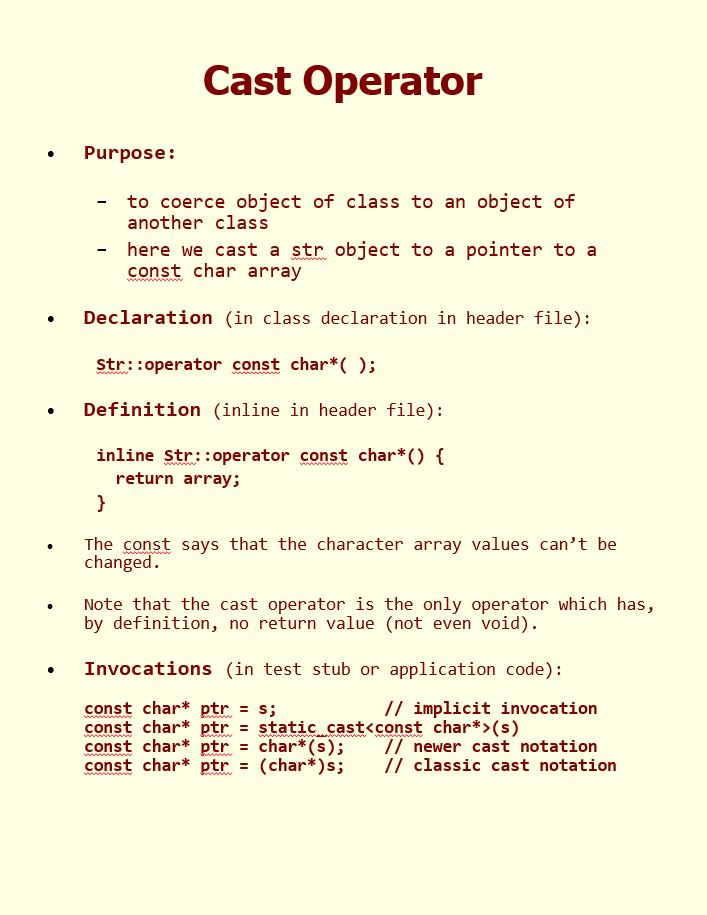 Cast Operator
• Purpose:
– to coerce object of class to an object of
another class
– here we cast a str object to a pointer to a
const char array
• Declaration (in class declaration in header file):
Str::operator const char*( );
• Definition (inline in header file):
inline Str::operator const char*() {
return array;
}
• The const says that the character array values can’t be
changed.
• Note that the cast operator is the only operator which has,
by definition, no return value (not even void).
• Invocations (in test stub or application code):
const char* ptr = s; // implicit invocation
const char* ptr = static_cast<const char*>(s)
const char* ptr = char*(s); // newer cast notation
const char* ptr = (char*)s; // classic cast notation